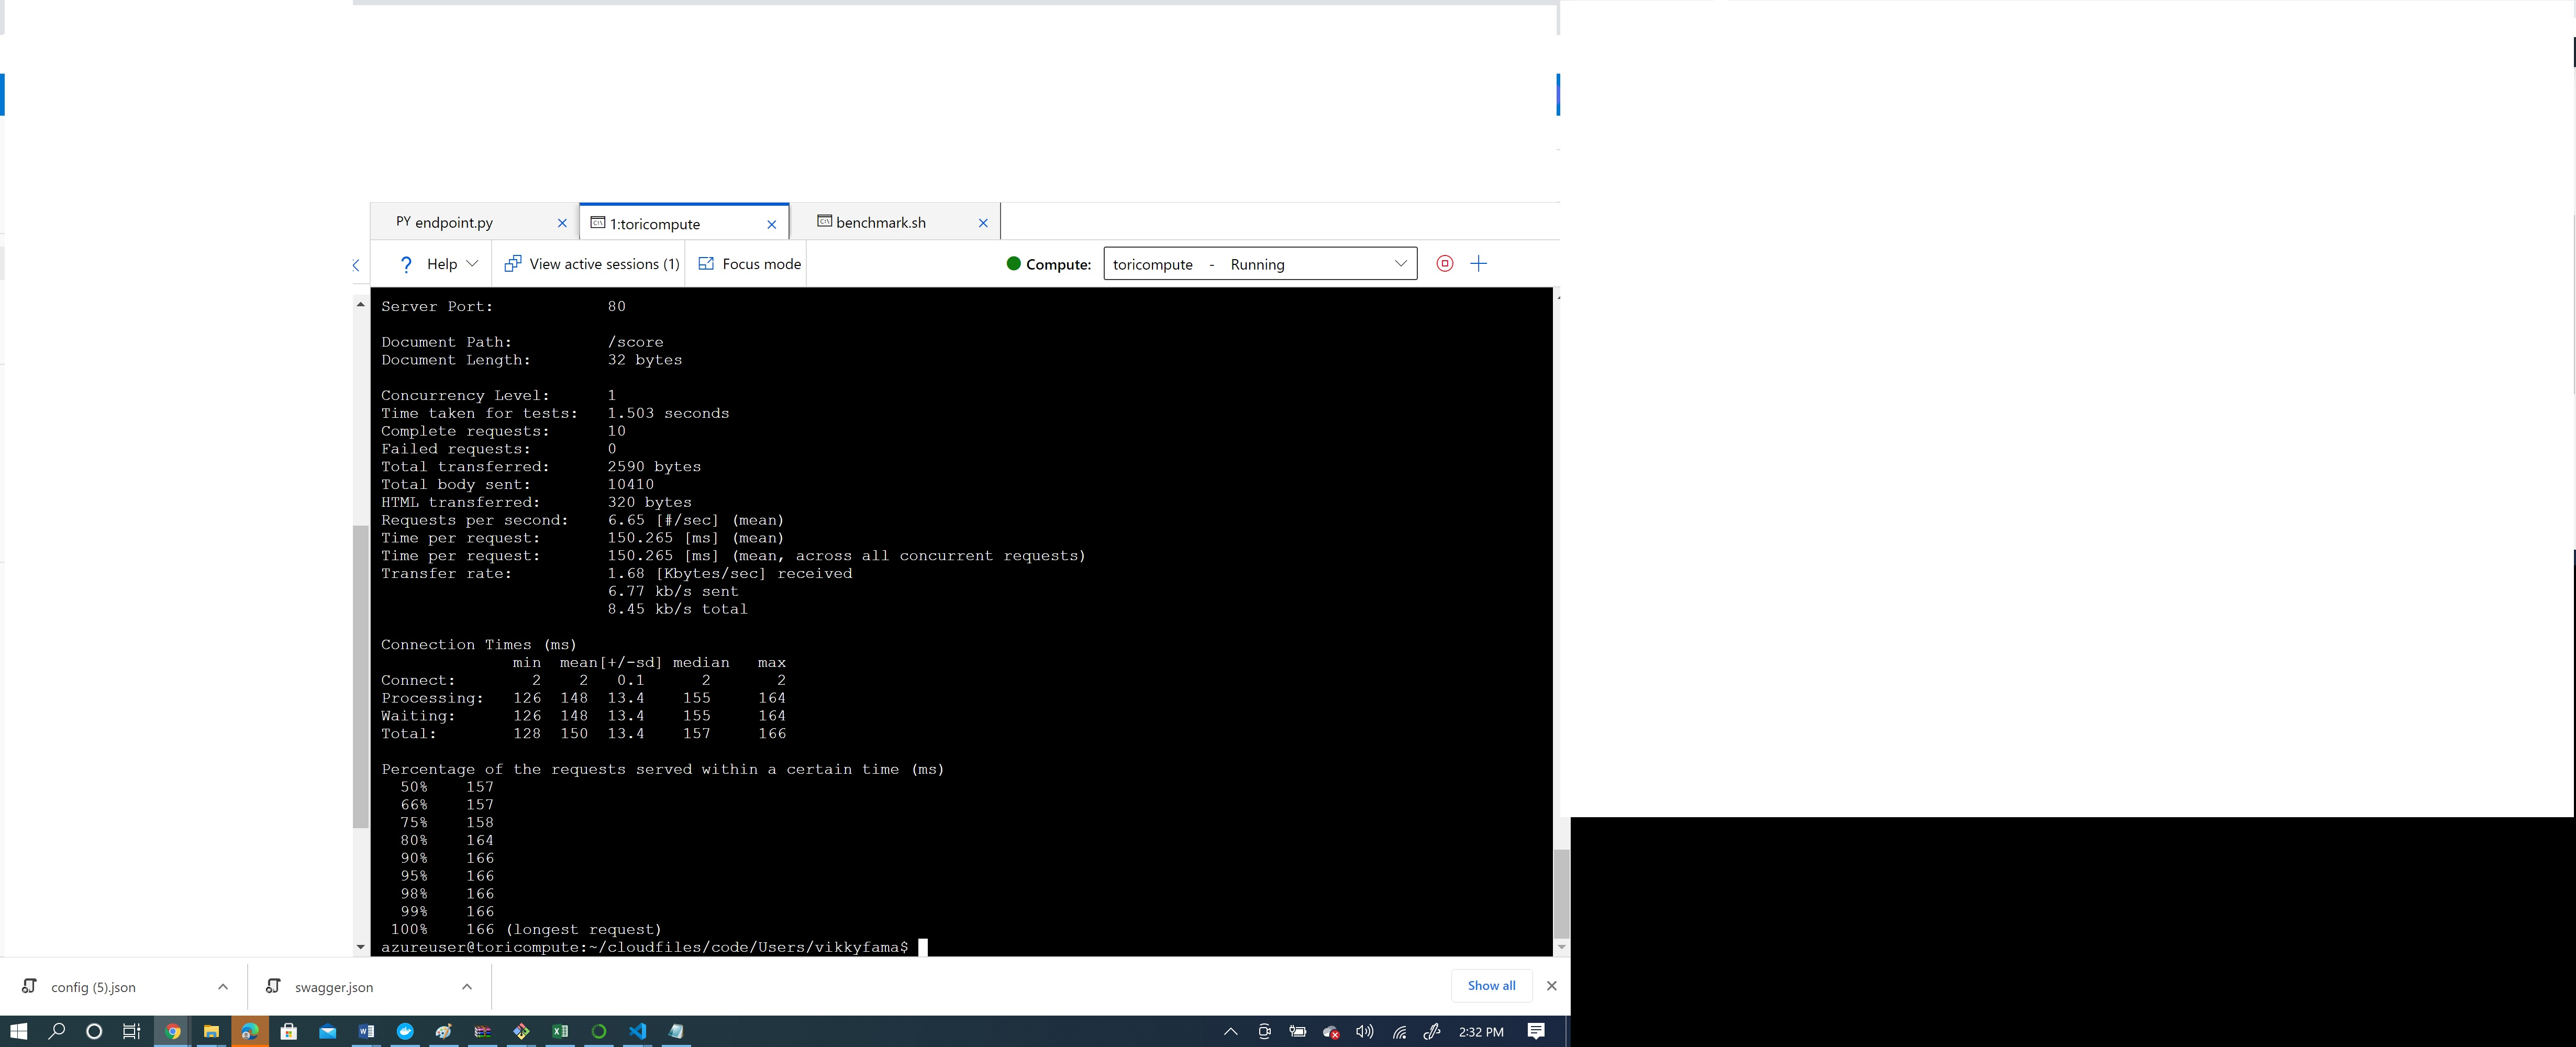 PY endpoint.py
1:toricompute
benchmark.sh
? Help
View active sessions (1)
Focus mode
Compute:
toricompute - Running
Server Port: 80
Document Path: /score
Document Length: 32 bytes
Concurrency Level: 1
Time taken for tests: 1.503 seconds
Complete requests: 10
Failed requests: 0
Total transferred: 2590 bytes
Total body sent: 10410
HTML transferred: 320 bytes
Requests per second: 6.65 [#/sec] (mean)
Time per request: 150.265 [ms] (mean)
Time per request: 150.265 [ms] (mean, across all concurrent requests)
Transfer rate: 1.68 [Kbytes/sec] received
6.77 kb/s sent
8.45 kb/s total
Connection Times (ms)
min mean[+/-sd] median max
Connect: 2 2 0.1 2 2
Processing: 126 148 13.4 155 164
Waiting: 126 148 13.4 155 164
Total: 128 150 13.4 157 166
Percentage of the requests served within a certain time (ms)
50% 157
66% 157
75% 158
80% 164
90% 166
95% 166
98% 166
99% 166
100% 166 (longest request)
azureuser@toricompute:~/cloudfiles/code/Users/vikkyfama$
config (5).json
swagger.json
Show all
2:32 PM